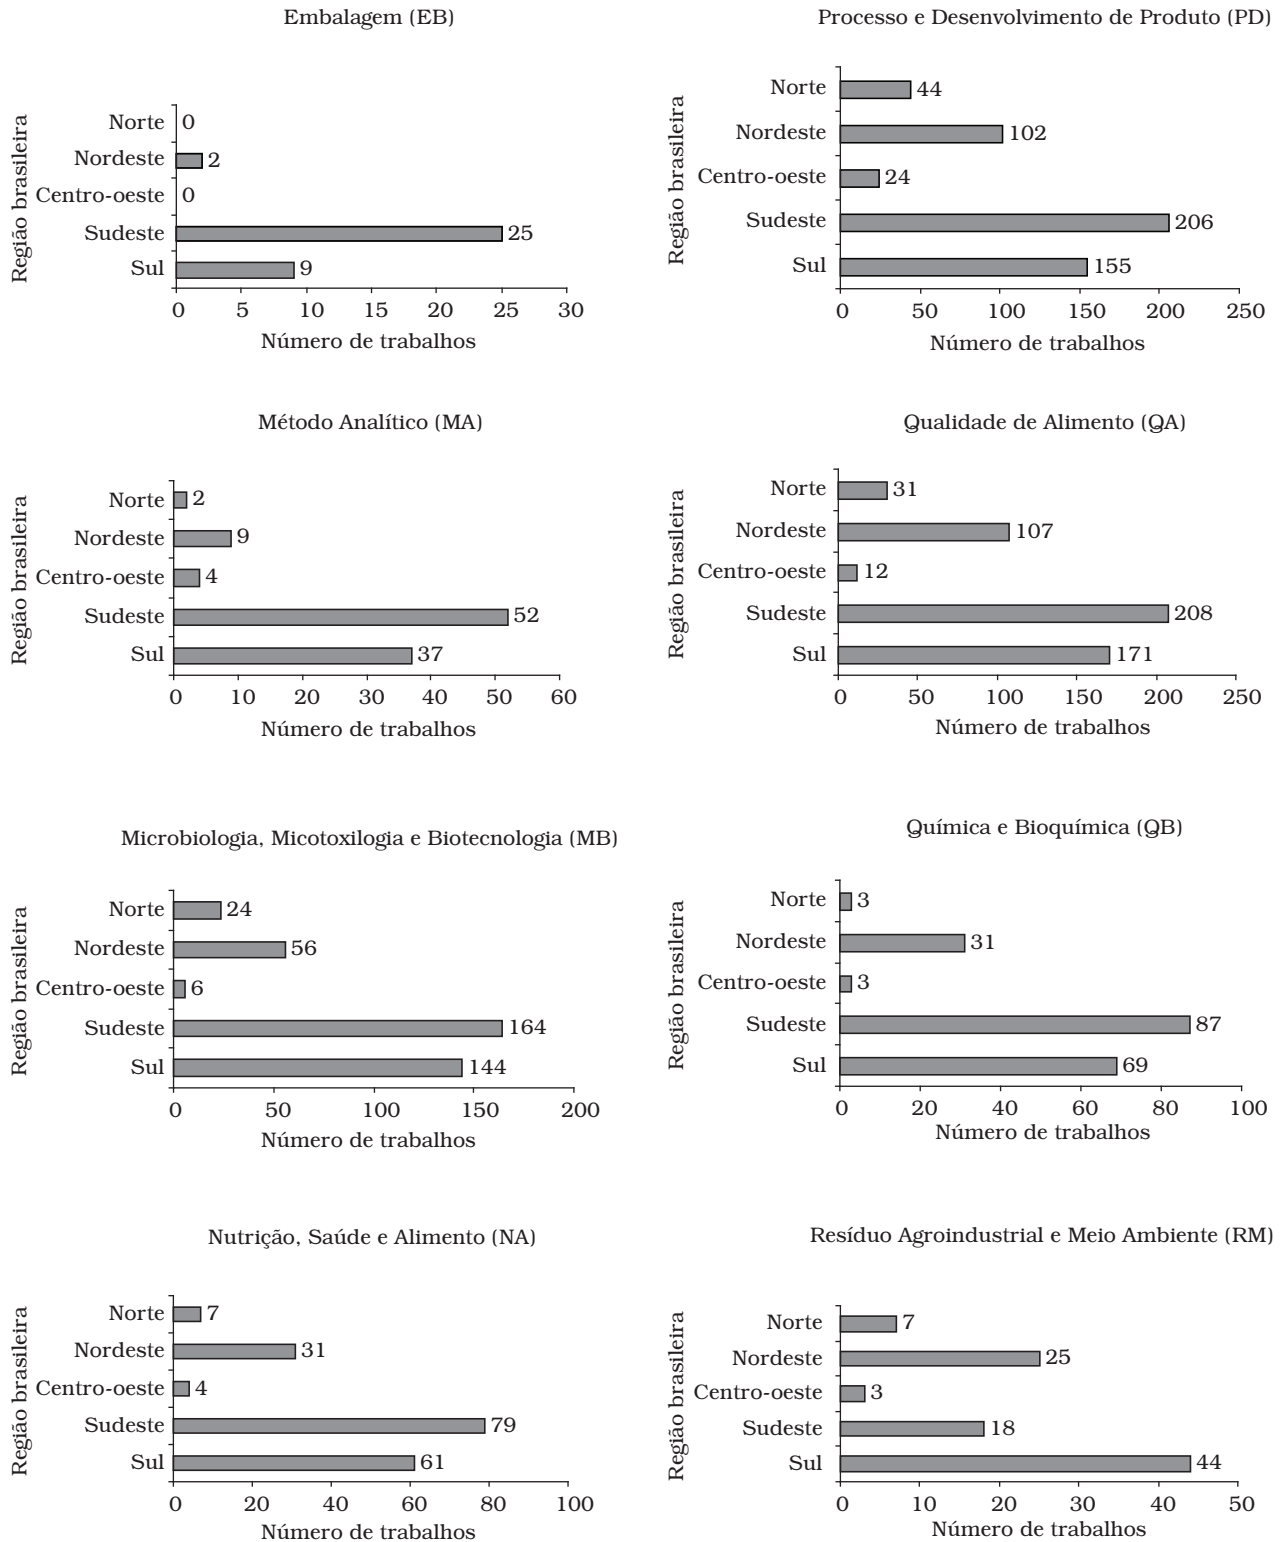 Embalagem (EB)
Região brasileira
Norte 0
Nordeste 2
Centro-oeste 0
Sudeste 25
Sul 9
0 5 10 15 20 25 30
Número de trabalhos
Processo e Desenvolvimento de Produto (PD)
Região brasileira
Norte 44
Nordeste 102
Centro-oeste 24
Sudeste 206
Sul 155
0 50 100 150 200 250
Número de trabalhos
Método Analítico (MA)
Região brasileira
Norte 2
Nordeste 9
Centro-oeste 4
Sudeste 52
Sul 37
0 10 20 30 40 50 60
Número de trabalhos
Qualidade de Alimento (QA)
Região brasileira
Norte 31
Nordeste 107
Centro-oeste 12
Sudeste 208
Sul 171
0 50 100 150 200 250
Número de trabalhos
Microbiologia, Micotoxilogia e Biotecnologia (MB)
Região brasileira
Norte 24
Nordeste 56
Centro-oeste 6
Sudeste 164
Sul 144
0 50 100 150 200
Número de trabalhos
Química e Bioquímica (QB)
Região brasileira
Norte 3
Nordeste 31
Centro-oeste 3
Sudeste 87
Sul 69
0 20 40 60 80 100
Número de trabalhos
Nutrição, Saúde e Alimento (NA)
Região brasileira
Norte 7
Nordeste 31
Centro-oeste 4
Sudeste 79
Sul 61
0 20 40 60 80 100
Número de trabalhos
Resíduo Agroindustrial e Meio Ambiente (RM)
Região brasileira
Norte 7
Nordeste 25
Centro-oeste 3
Sudeste 18
Sul 44
0 10 20 30 40 50
Número de trabalhos